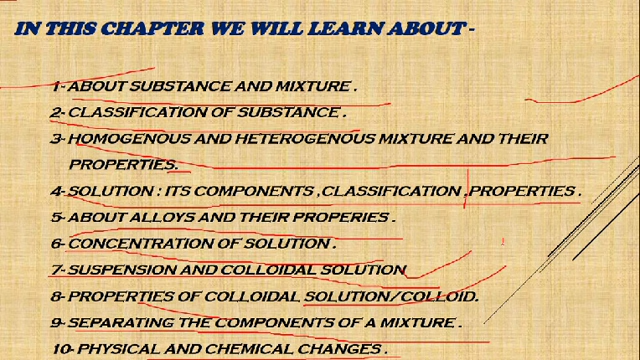 IN THIS CHAPTER WE WILL LEARN ABOUT -
1- ABOUT SUBSTANCE AND MIXTURE .
2- CLASSIFICATION OF SUBSTANCE .
3- HOMOGENOUS AND HETEROGENOUS MIXTURE AND THEIR
PROPERTIES.
4- SOLUTION : ITS COMPONENTS ,CLASSIFICATION ,PROPERTIES .
5- ABOUT ALLOYS AND THEIR PROPERIES .
6- CONCENTRATION OF SOLUTION .
7- SUSPENSION AND COLLOIDAL SOLUTION
8- PROPERTIES OF COLLOIDAL SOLUTION/COLLOID.
9- SEPARATING THE COMPONENTS OF A MIXTURE .
10- PHYSICAL AND CHEMICAL CHANGES .